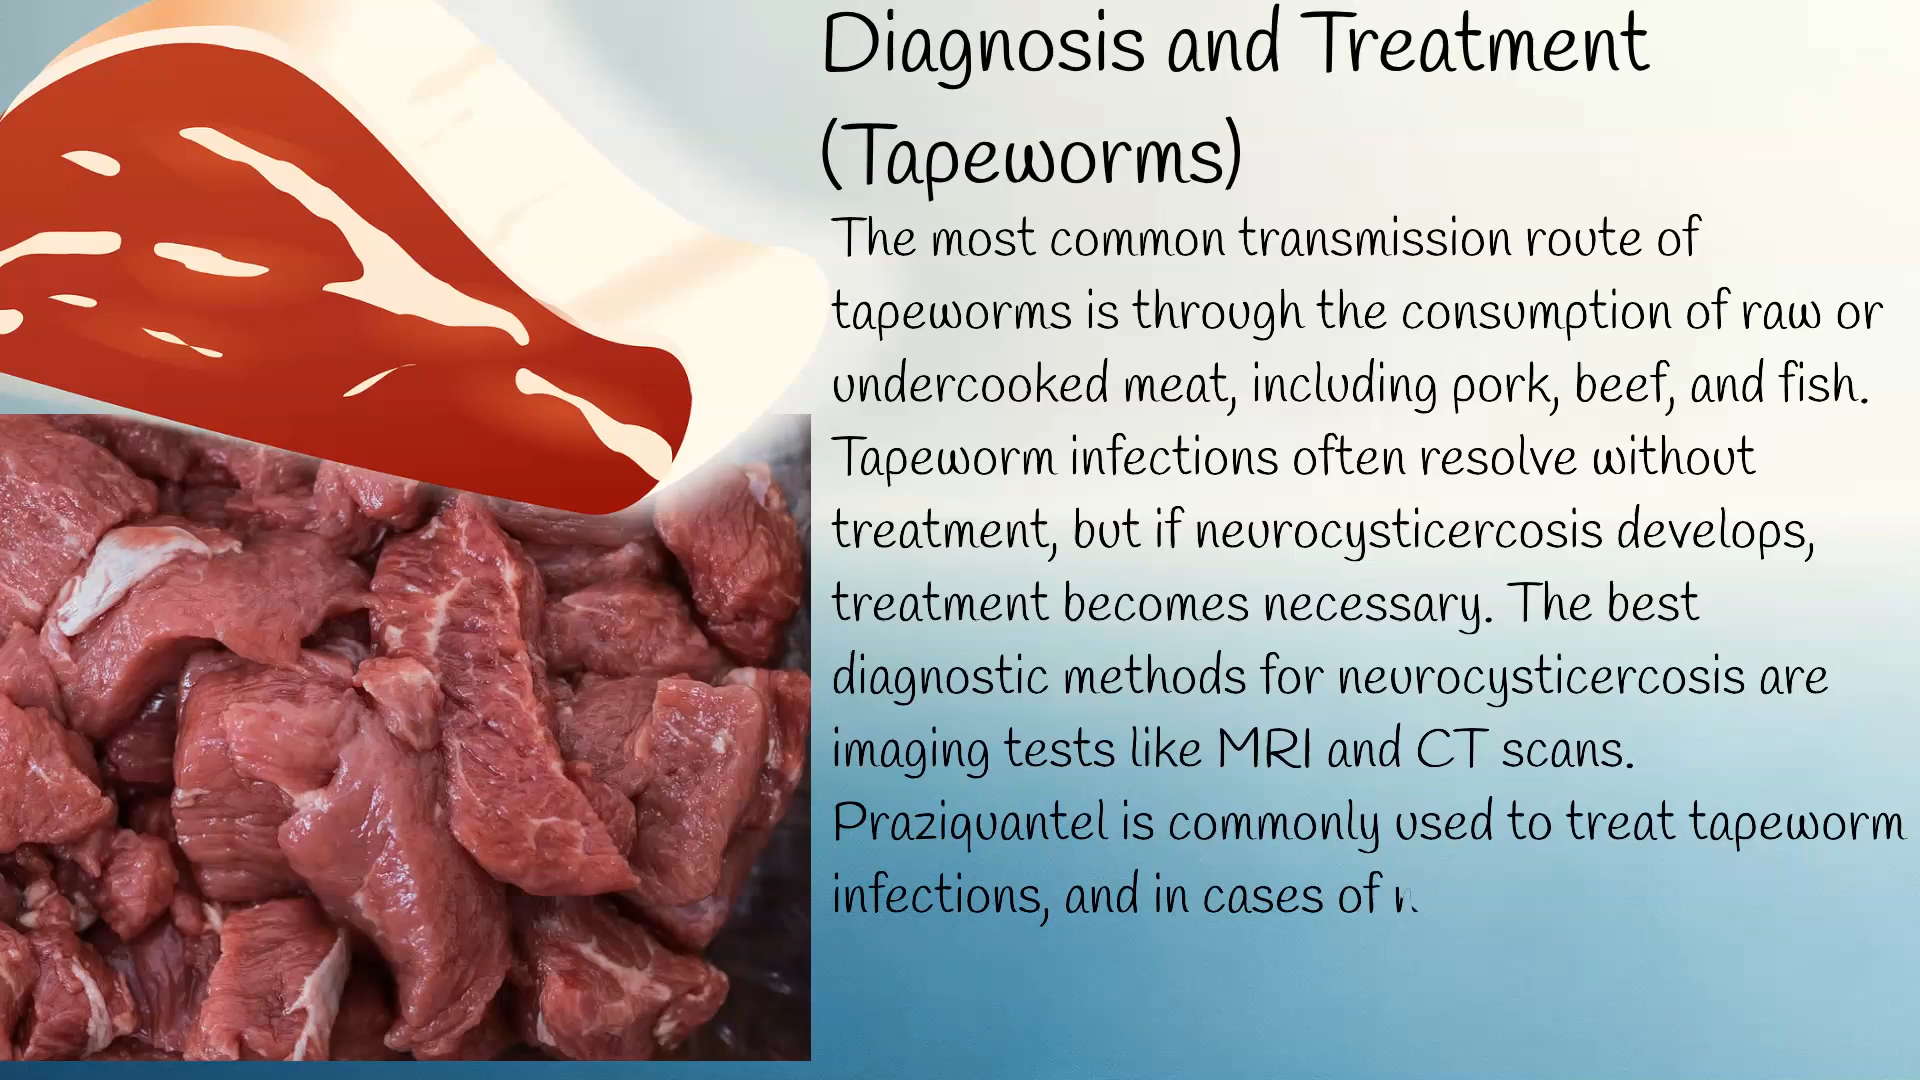 Diagnosis and Treatment
(Tapeworms)
The most common transmission route of
tapeworms is through the consumption of raw or
undercooked meat, including pork, beef, and fish.
Tapeworm infections often resolve without
treatment, but if neurocysticercosis develops,
treatment becomes necessary. The best
diagnostic methods for neurocysticercosis are
imaging tests like MRI and CT scans.
Praziquantel is commonly used to treat tapeworm
infections, and in cases of